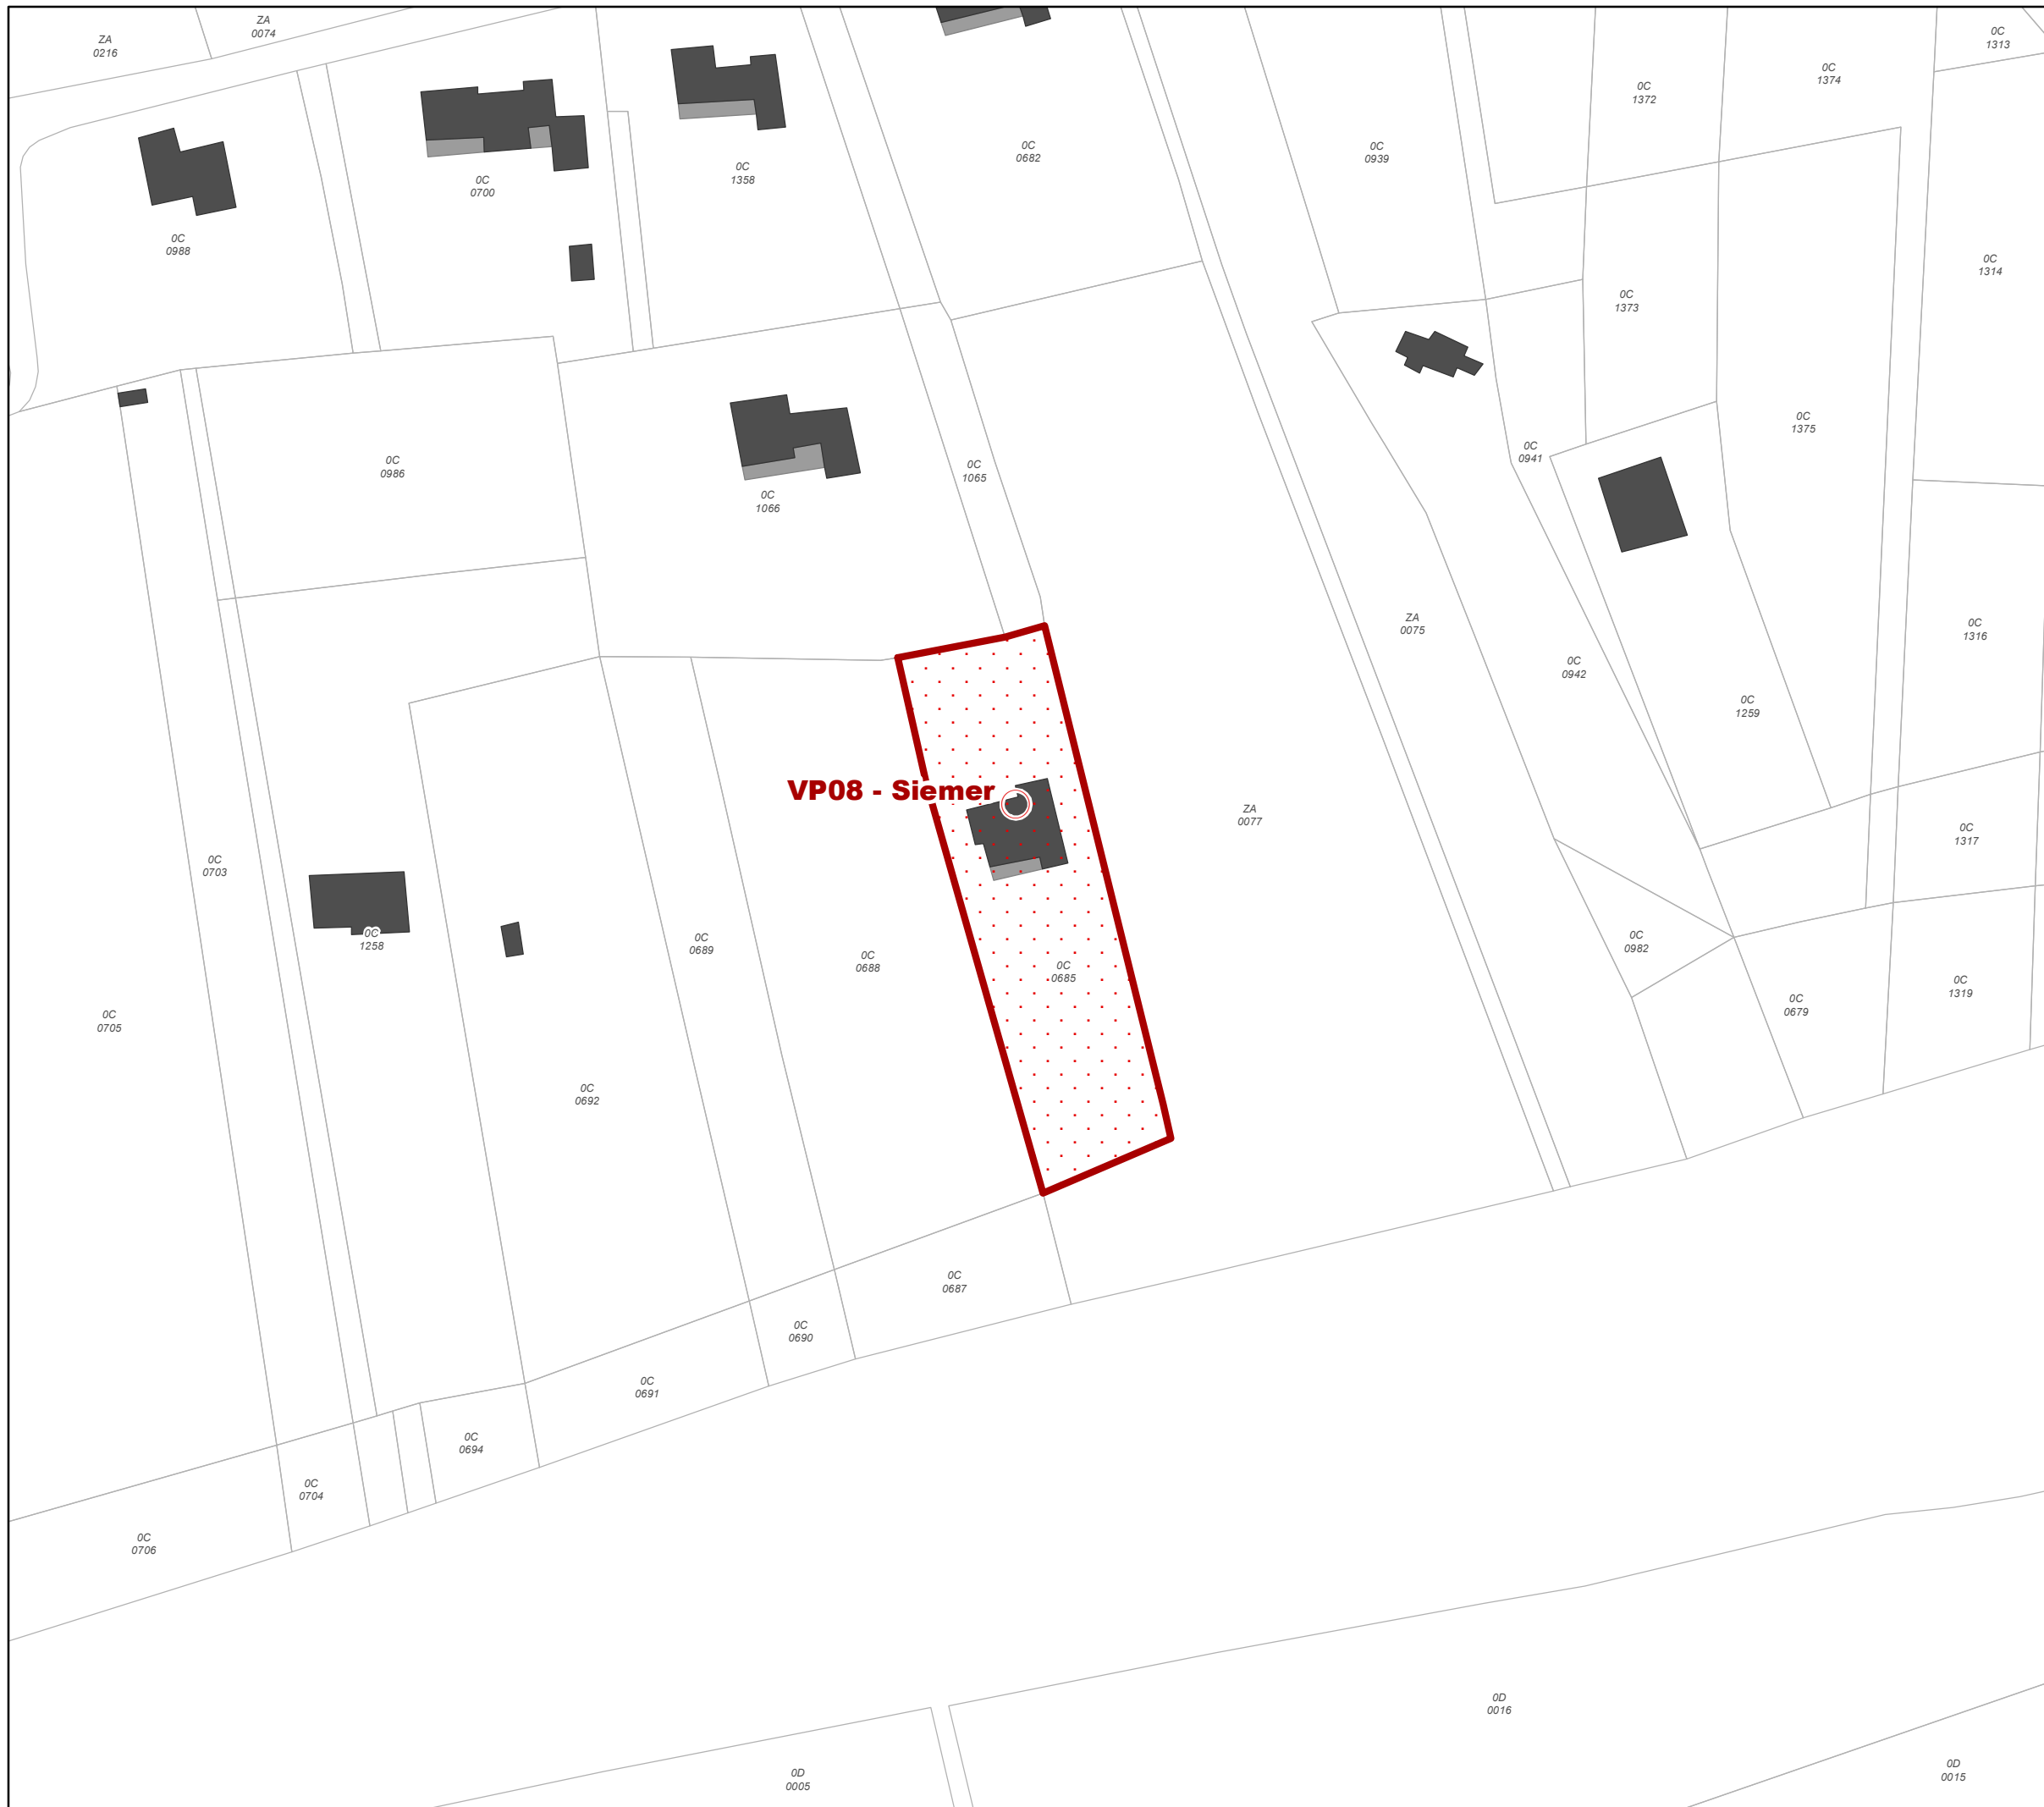 ZA
0074
ZA
0216
0C
1313
0C
1374
0C
1372
0C
0682
0C
0939
0C
1358
0C
0700
0C
0988
0C
1314
0C
1373
0C
1375
0C
0941
0C
0986
0C
1065
0C
1066
ZA
0075
0C
1316
0C
0942
0C
1259
VP08 - Siemer
ZA
0077
0C
1317
0C
0703
0C
1258
0C
0689
0C
0688
0C
0685
0C
0982
0C
1319
0C
0679
0C
0705
0C
0692
0C
0687
0C
0690
0C
0691
0C
0694
0C
0704
0C
0706
0D
0016
0D
0005
0D
0015